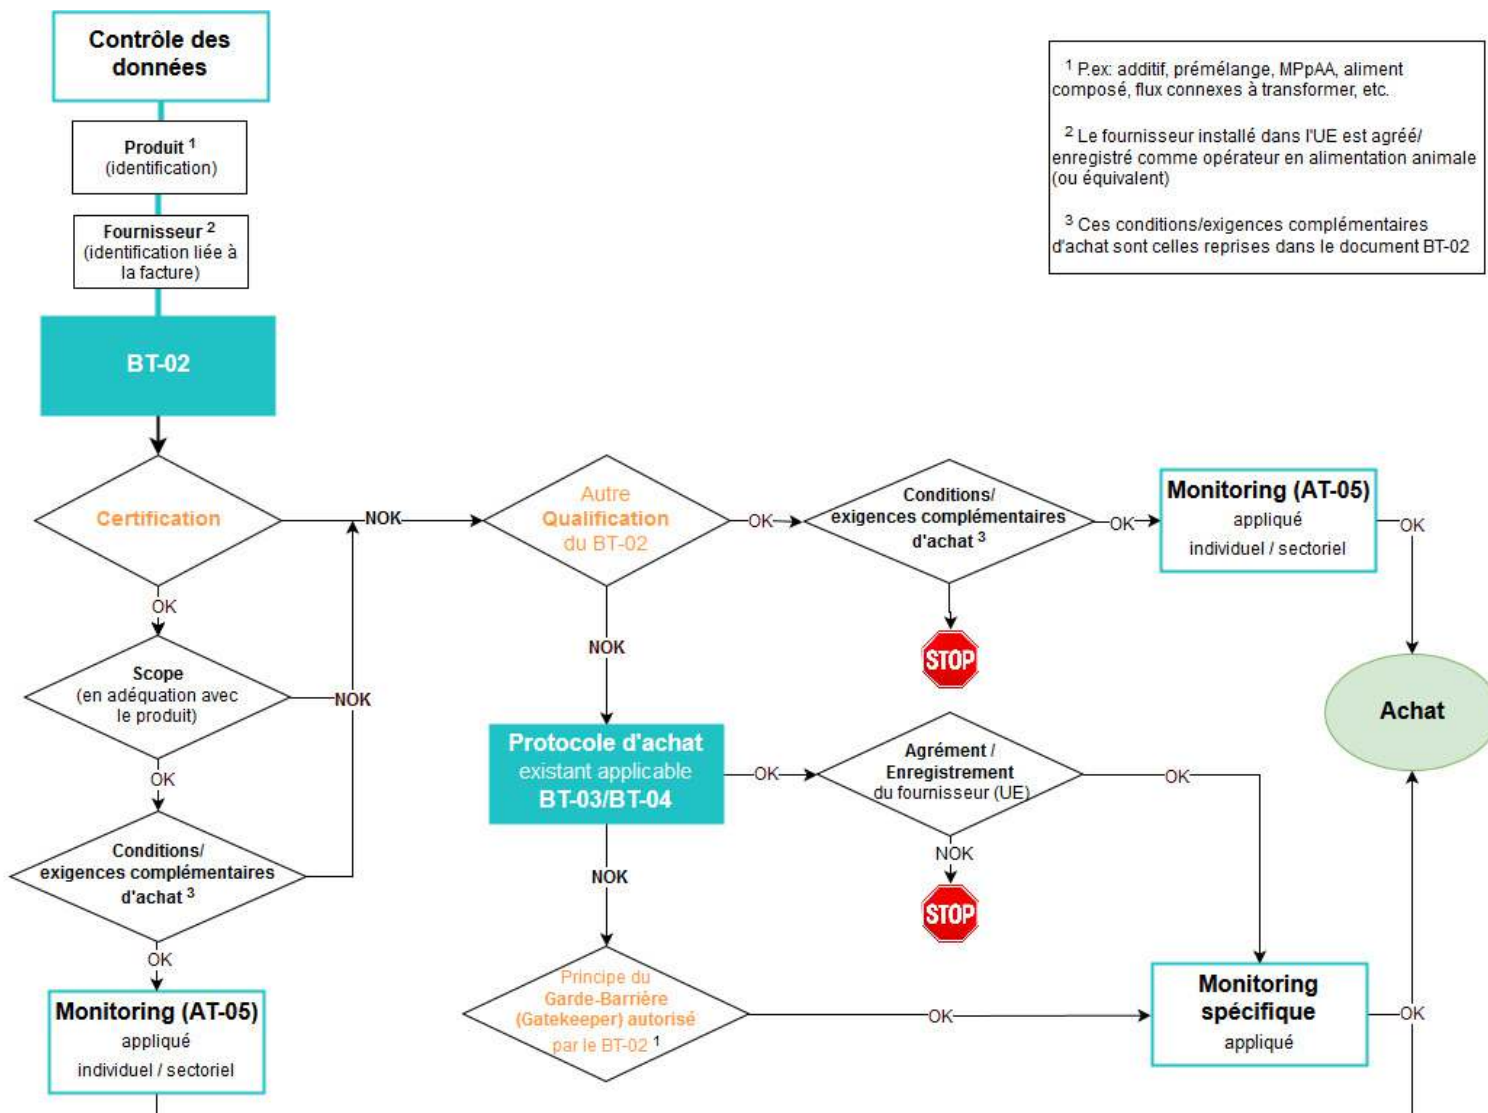 Contrôle des
données
Produit ¹
(identification)
Fournisseur ²
(identification liée à
la facture)
BT-02
¹ P.ex: additif, prémélange, MPpAA, aliment
composé, flux connexes à transformer, etc.
² Le fournisseur installé dans l'UE est agréé/
enregistré comme opérateur en alimentation animale
(ou équivalent)
³ Ces conditions/exigences complémentaires
d'achat sont celles reprises dans le document BT-02
Certification
NOK
Autre
Qualification
du BT-02
OK
Conditions/
exigences complémentaires
d'achat ³
OK
Monitoring (AT-05)
appliqué
individuel / sectoriel
OK
OK
NOK
STOP
Scope
(en adéquation avec
le produit)
NOK
Achat
OK
Protocole d'achat
existant applicable
BT-03/BT-04
OK
Agrément /
Enregistrement
du fournisseur (UE)
OK
NOK
STOP
Conditions/
exigences complémentaires
d'achat ³
NOK
OK
Principe du
Garde-Barrière
(Gatekeeper) autorisé
par le BT-02 ¹
OK
Monitoring
spécifique
appliqué
OK
Monitoring (AT-05)
appliqué
individuel / sectoriel